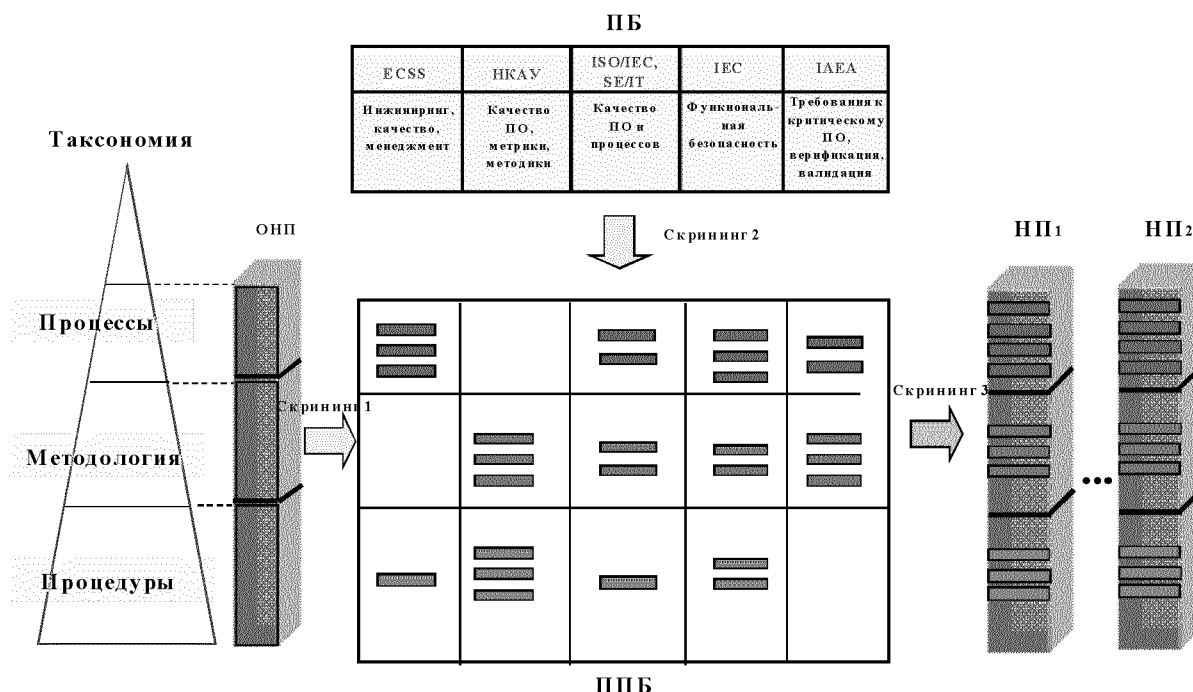 ПБ
ECSS
НКАУ
ISO/IEC,
SE/IT
IEC
IAEA
Инжиниринг,
качество,
менеджмент
Качество
ПО,
метрики,
методики
Качество
ПО и
процессов
Фуикиональ-
ная
безопасность
Требования к
критическому
ПО,
верификация,
валидация
Таксономия
ОНП
Скрининг 2
НП1
НП2
Процессы
Скрининг 1
Скрининг 3
Методология
Процедуры
ППБ